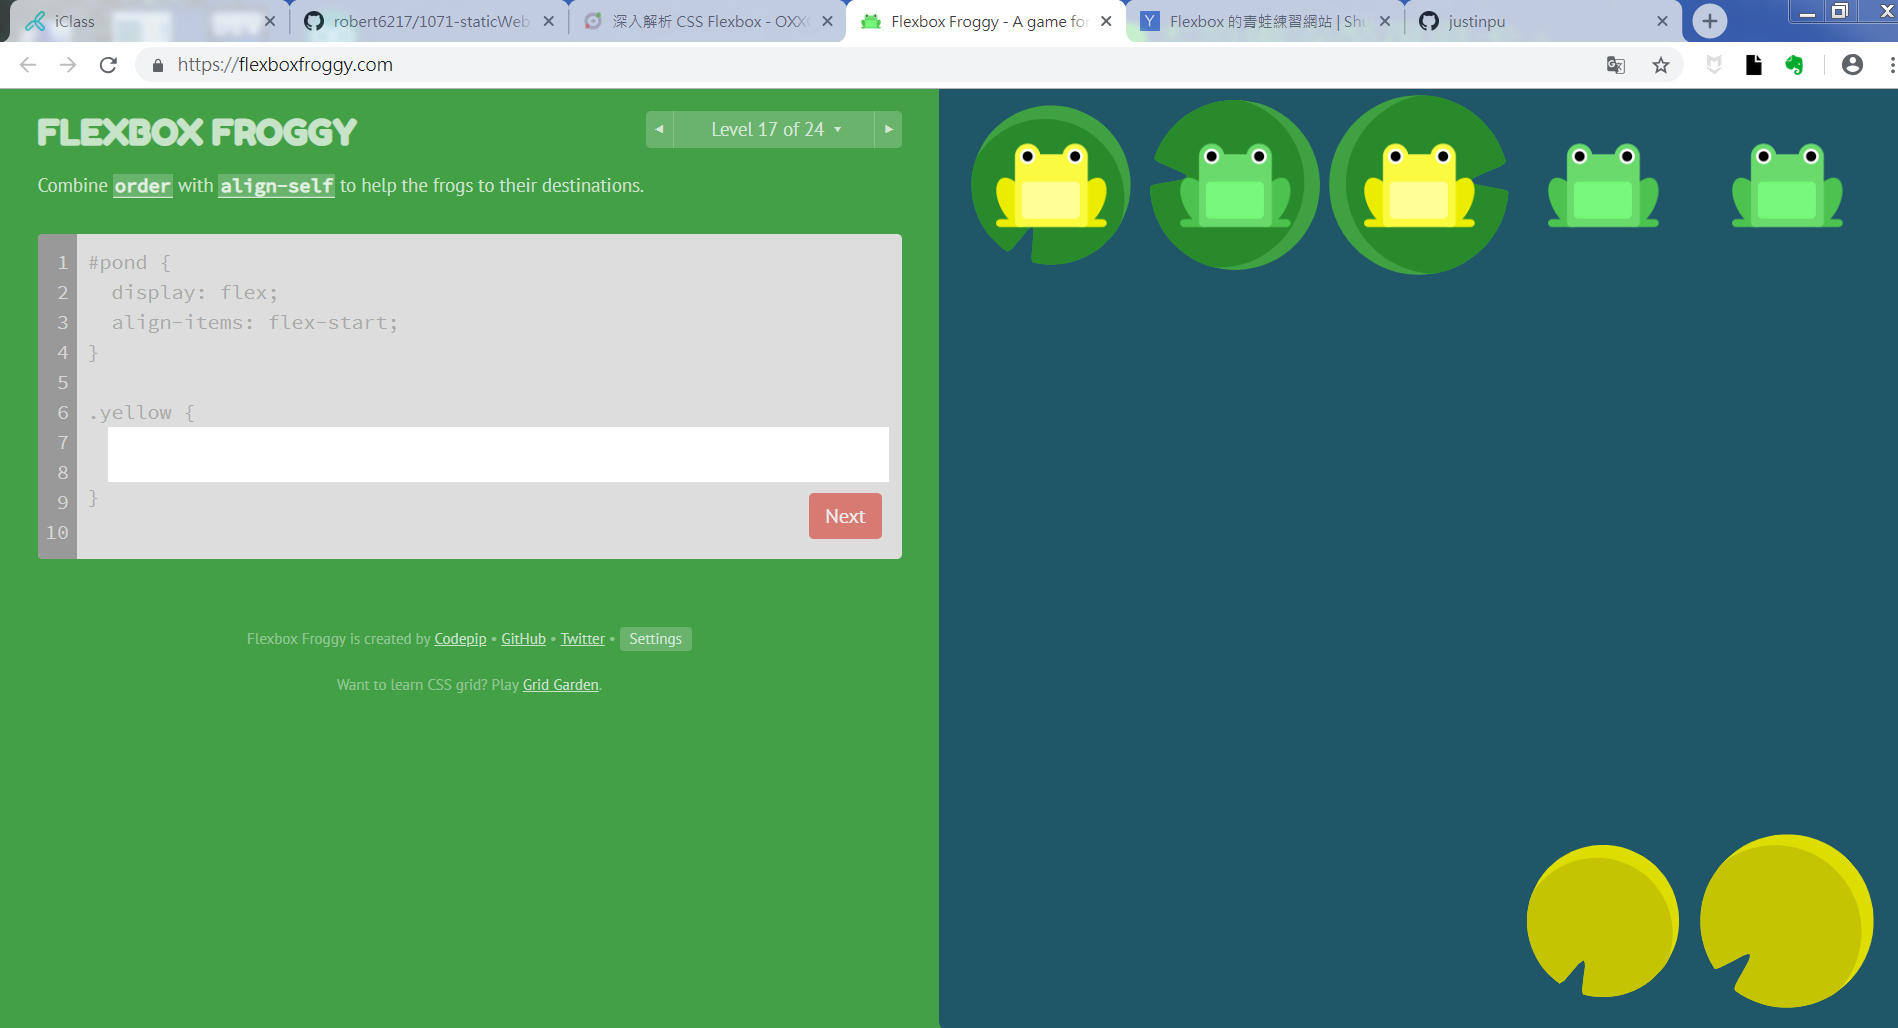 iClass
robert6217/1071-staticWeb
深入解析 CSS Flexbox - OXX
Flexbox Froggy - A game for
Flexbox 的青蛙練習網站 | Shu
justinpu
https://flexboxfroggy.com
FLEXBOX FROGGY
Level 17 of 24
Combine order with align-self to help the frogs to their destinations.
1 #pond {
2 display: flex;
3 align-items: flex-start;
4 }
5
6 .yellow {
7
8
9 }
10
Next
Flexbox Froggy is created by Codepip • GitHub • Twitter • Settings
Want to learn CSS grid? Play Grid Garden.